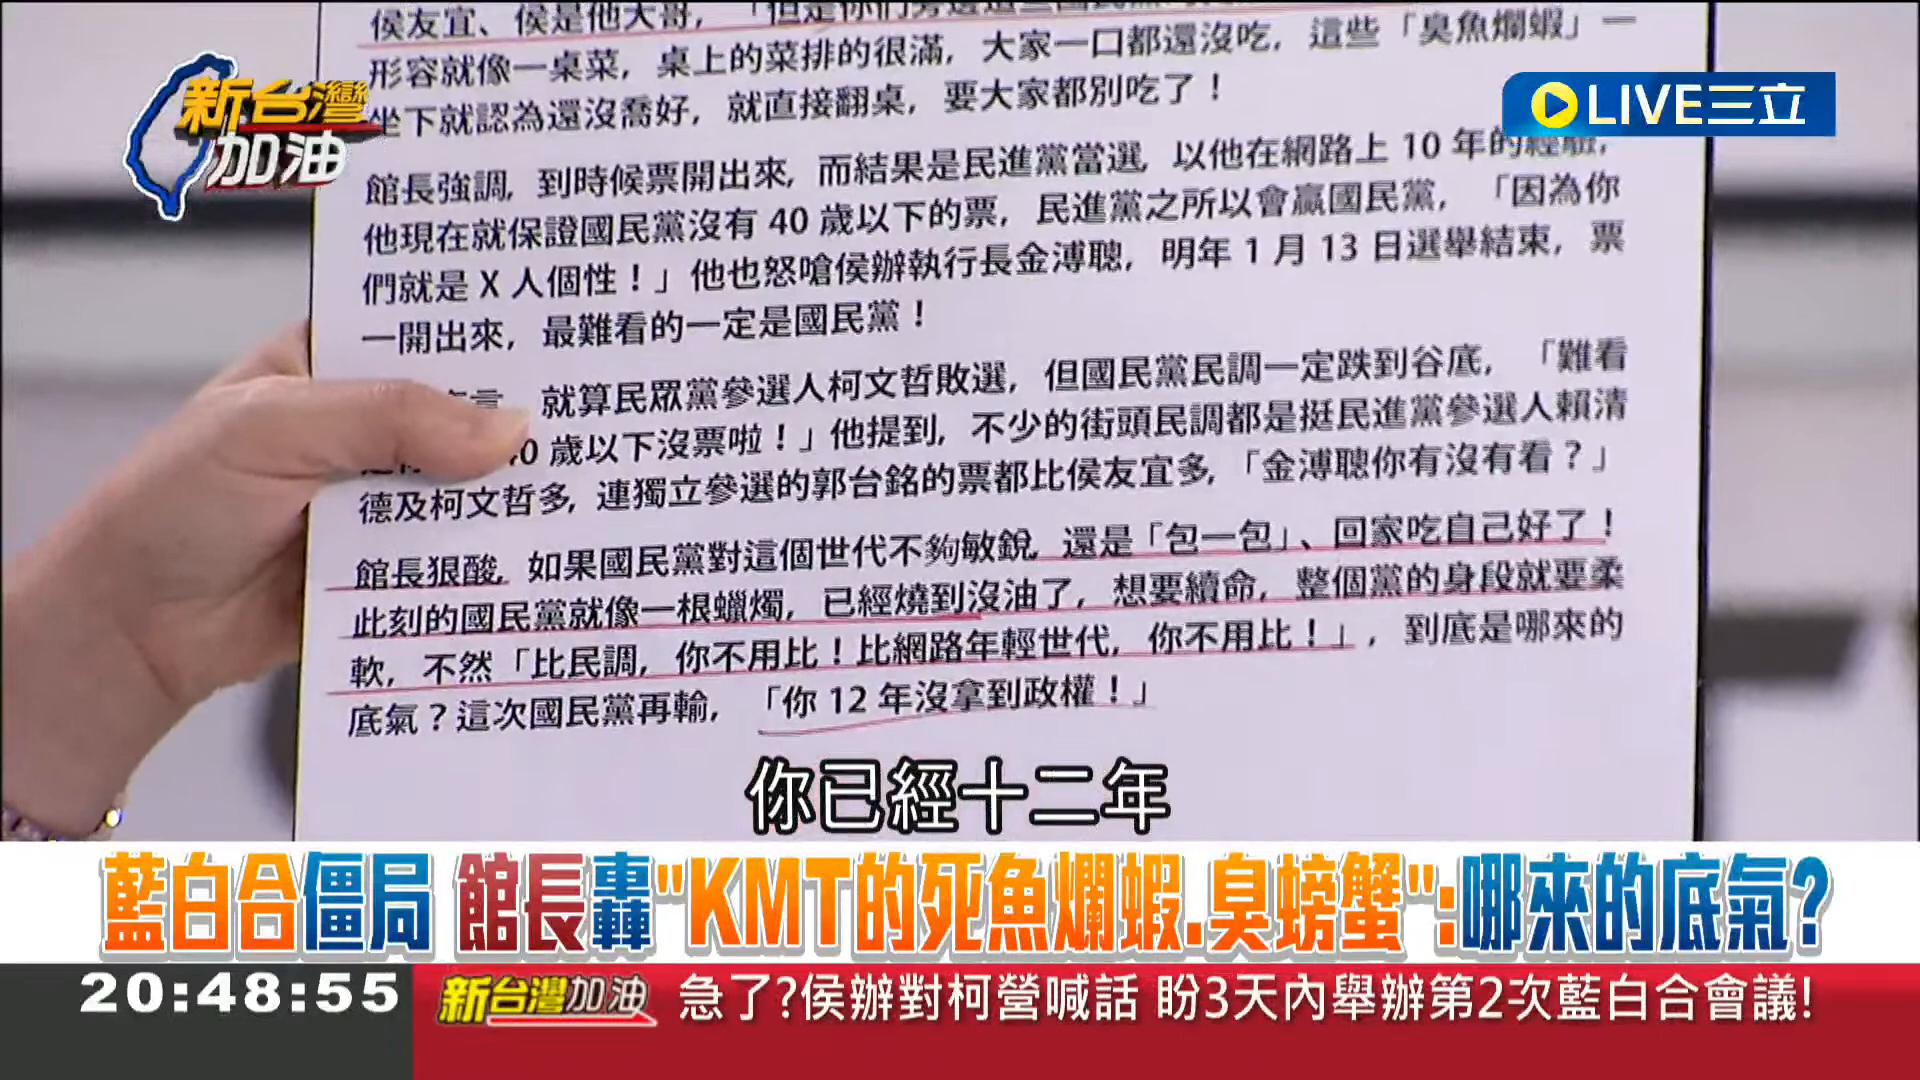 侯友宜、侯是他大哥，「但是你們旁邊這些國民黨
形容就像一桌菜，桌上的菜排的很滿，大家一口都還沒吃，這些「臭魚爛蝦」一
坐下就認為還沒喬好，就直接翻桌，要大家都別吃了！
新台灣加油
LIVE三立
館長強調，到時候票開出來，而結果是民進黨當選，以他在網路上 10 年的經驗，
他現在就保證國民黨沒有 40 歲以下的票，民進黨之所以會贏國民黨，「因為你
們就是 X 人個性！」他也怒嗆侯辦執行長金溥聰，明年 1 月 13 日選舉結束，票
一開出來，最難看的一定是國民黨！
就算民眾黨參選人柯文哲敗選，但國民黨民調一定跌到谷底，「難看
40 歲以下沒票啦！」他提到，不少的街頭民調都是挺民進黨參選人賴清
德及柯文哲多，連獨立參選的郭台銘的票都比侯友宜多，「金溥聰你有沒有看？」
館長狠酸，如果國民黨對這個世代不夠敏銳，還是「包一包」、回家吃自己好了！
此刻的國民黨就像一根蠟燭，已經燒到沒油了，想要續命，整個黨的身段就要柔
軟，不然「比民調，你不用比！比網路年輕世代，你不用比！」，到底是哪來的
底氣？這次國民黨再輸，「你 12 年沒拿到政權！」
你已經十二年
藍白合僵局 館長轟"KMT的死魚爛蝦.臭螃蟹":哪來的底氣?
20:48:55 新台灣加油 急了?侯辦對柯營喊話 盼3天內舉辦第2次藍白合會議!